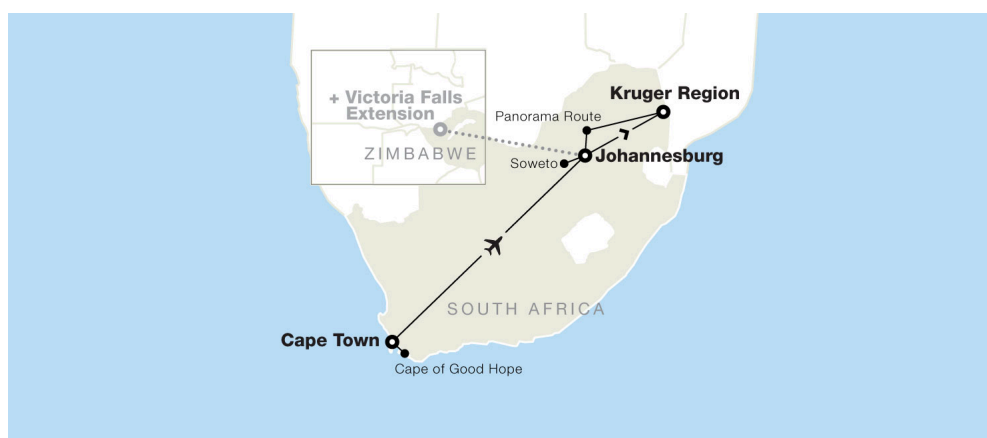 + Victoria Falls
Extension
ZIMBABWE
Kruger Region
Panorama Route
Soweto
Johannesburg
SOUTH AFRICA
Cape Town
Cape of Good Hope